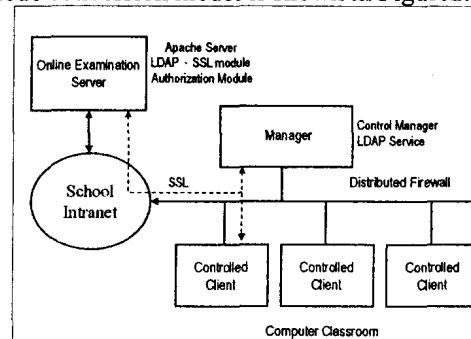 Apache Server
Online Examination
Server
LDAP · SSL module
Authorization Module
Manager
Control Manager
LDAP Service
School
Intranet
SSL
Distributed Firewall
Controlled
Client
Controlled
Client
Controlled
Client
Computer Classroom